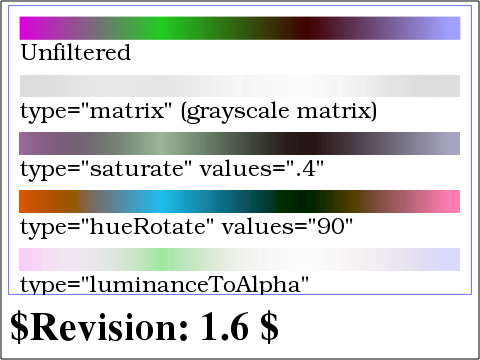 Unfiltered
type="matrix" (grayscale matrix)
type="saturate" values=".4"
type="hueRotate" values="90"
type="luminanceToAlpha"
$Revision: 1.6 $